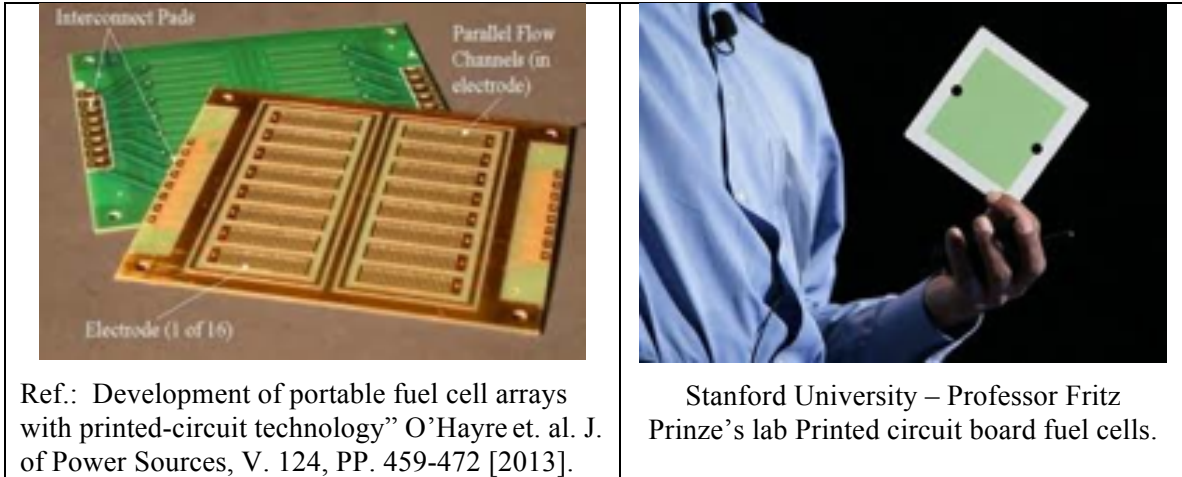 Interconnect Pads
Parallel Flow
Channels (in
electrode)
Electrode (1 of 16)
Ref.:  Development of portable fuel cell arrays
with printed-circuit technology” O’Hayre et. al. J.
of Power Sources, V. 124, PP. 459-472 [2013].
Stanford University – Professor Fritz
Prinze’s lab Printed circuit board fuel cells.